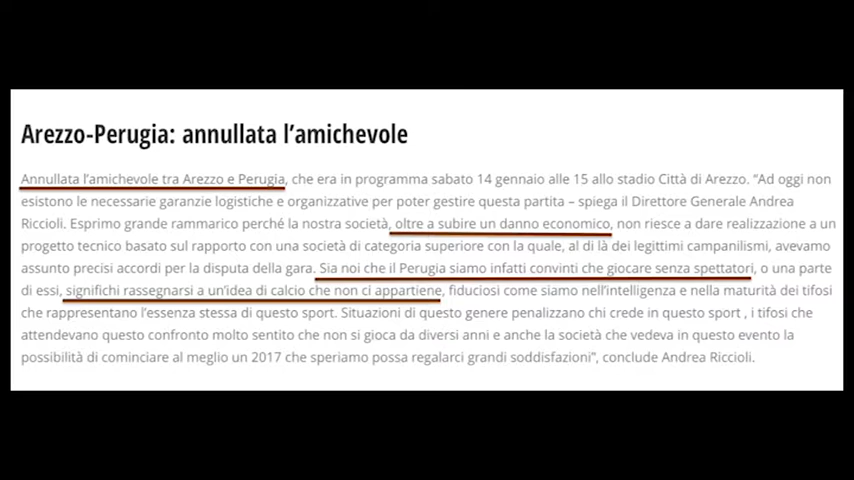 Arezzo-Perugia: annullata l’amichevole
Annullata l’amichevole tra Arezzo e Perugia, che era in programma sabato 14 gennaio alle 15 allo stadio Città di Arezzo. “Ad oggi non
esistono le necessarie garanzie logistiche e organizzative per poter gestire questa partita – spiega il Direttore Generale Andrea
Riccioli. Esprimo grande rammarico perché la nostra società, oltre a subire un danno economico, non riesce a dare realizzazione a un
progetto tecnico basato sul rapporto con una società di categoria superiore con la quale, al di là dei legittimi campanilismi, avevamo
assunto precisi accordi per la disputa della gara. Sia noi che il Perugia siamo infatti convinti che giocare senza spettatori, o una parte
di essi, significhi rassegnarsi a un’idea di calcio che non ci appartiene, fiduciosi come siamo nell’intelligenza e nella maturità dei tifosi
che rappresentano l’essenza stessa di questo sport. Situazioni di questo genere penalizzano chi crede in questo sport , i tifosi che
attendevano questo confronto molto sentito che non si gioca da diversi anni e anche la società che vedeva in questo evento la
possibilità di cominciare al meglio un 2017 che speriamo possa regalarci grandi soddisfazioni”, conclude Andrea Riccioli.